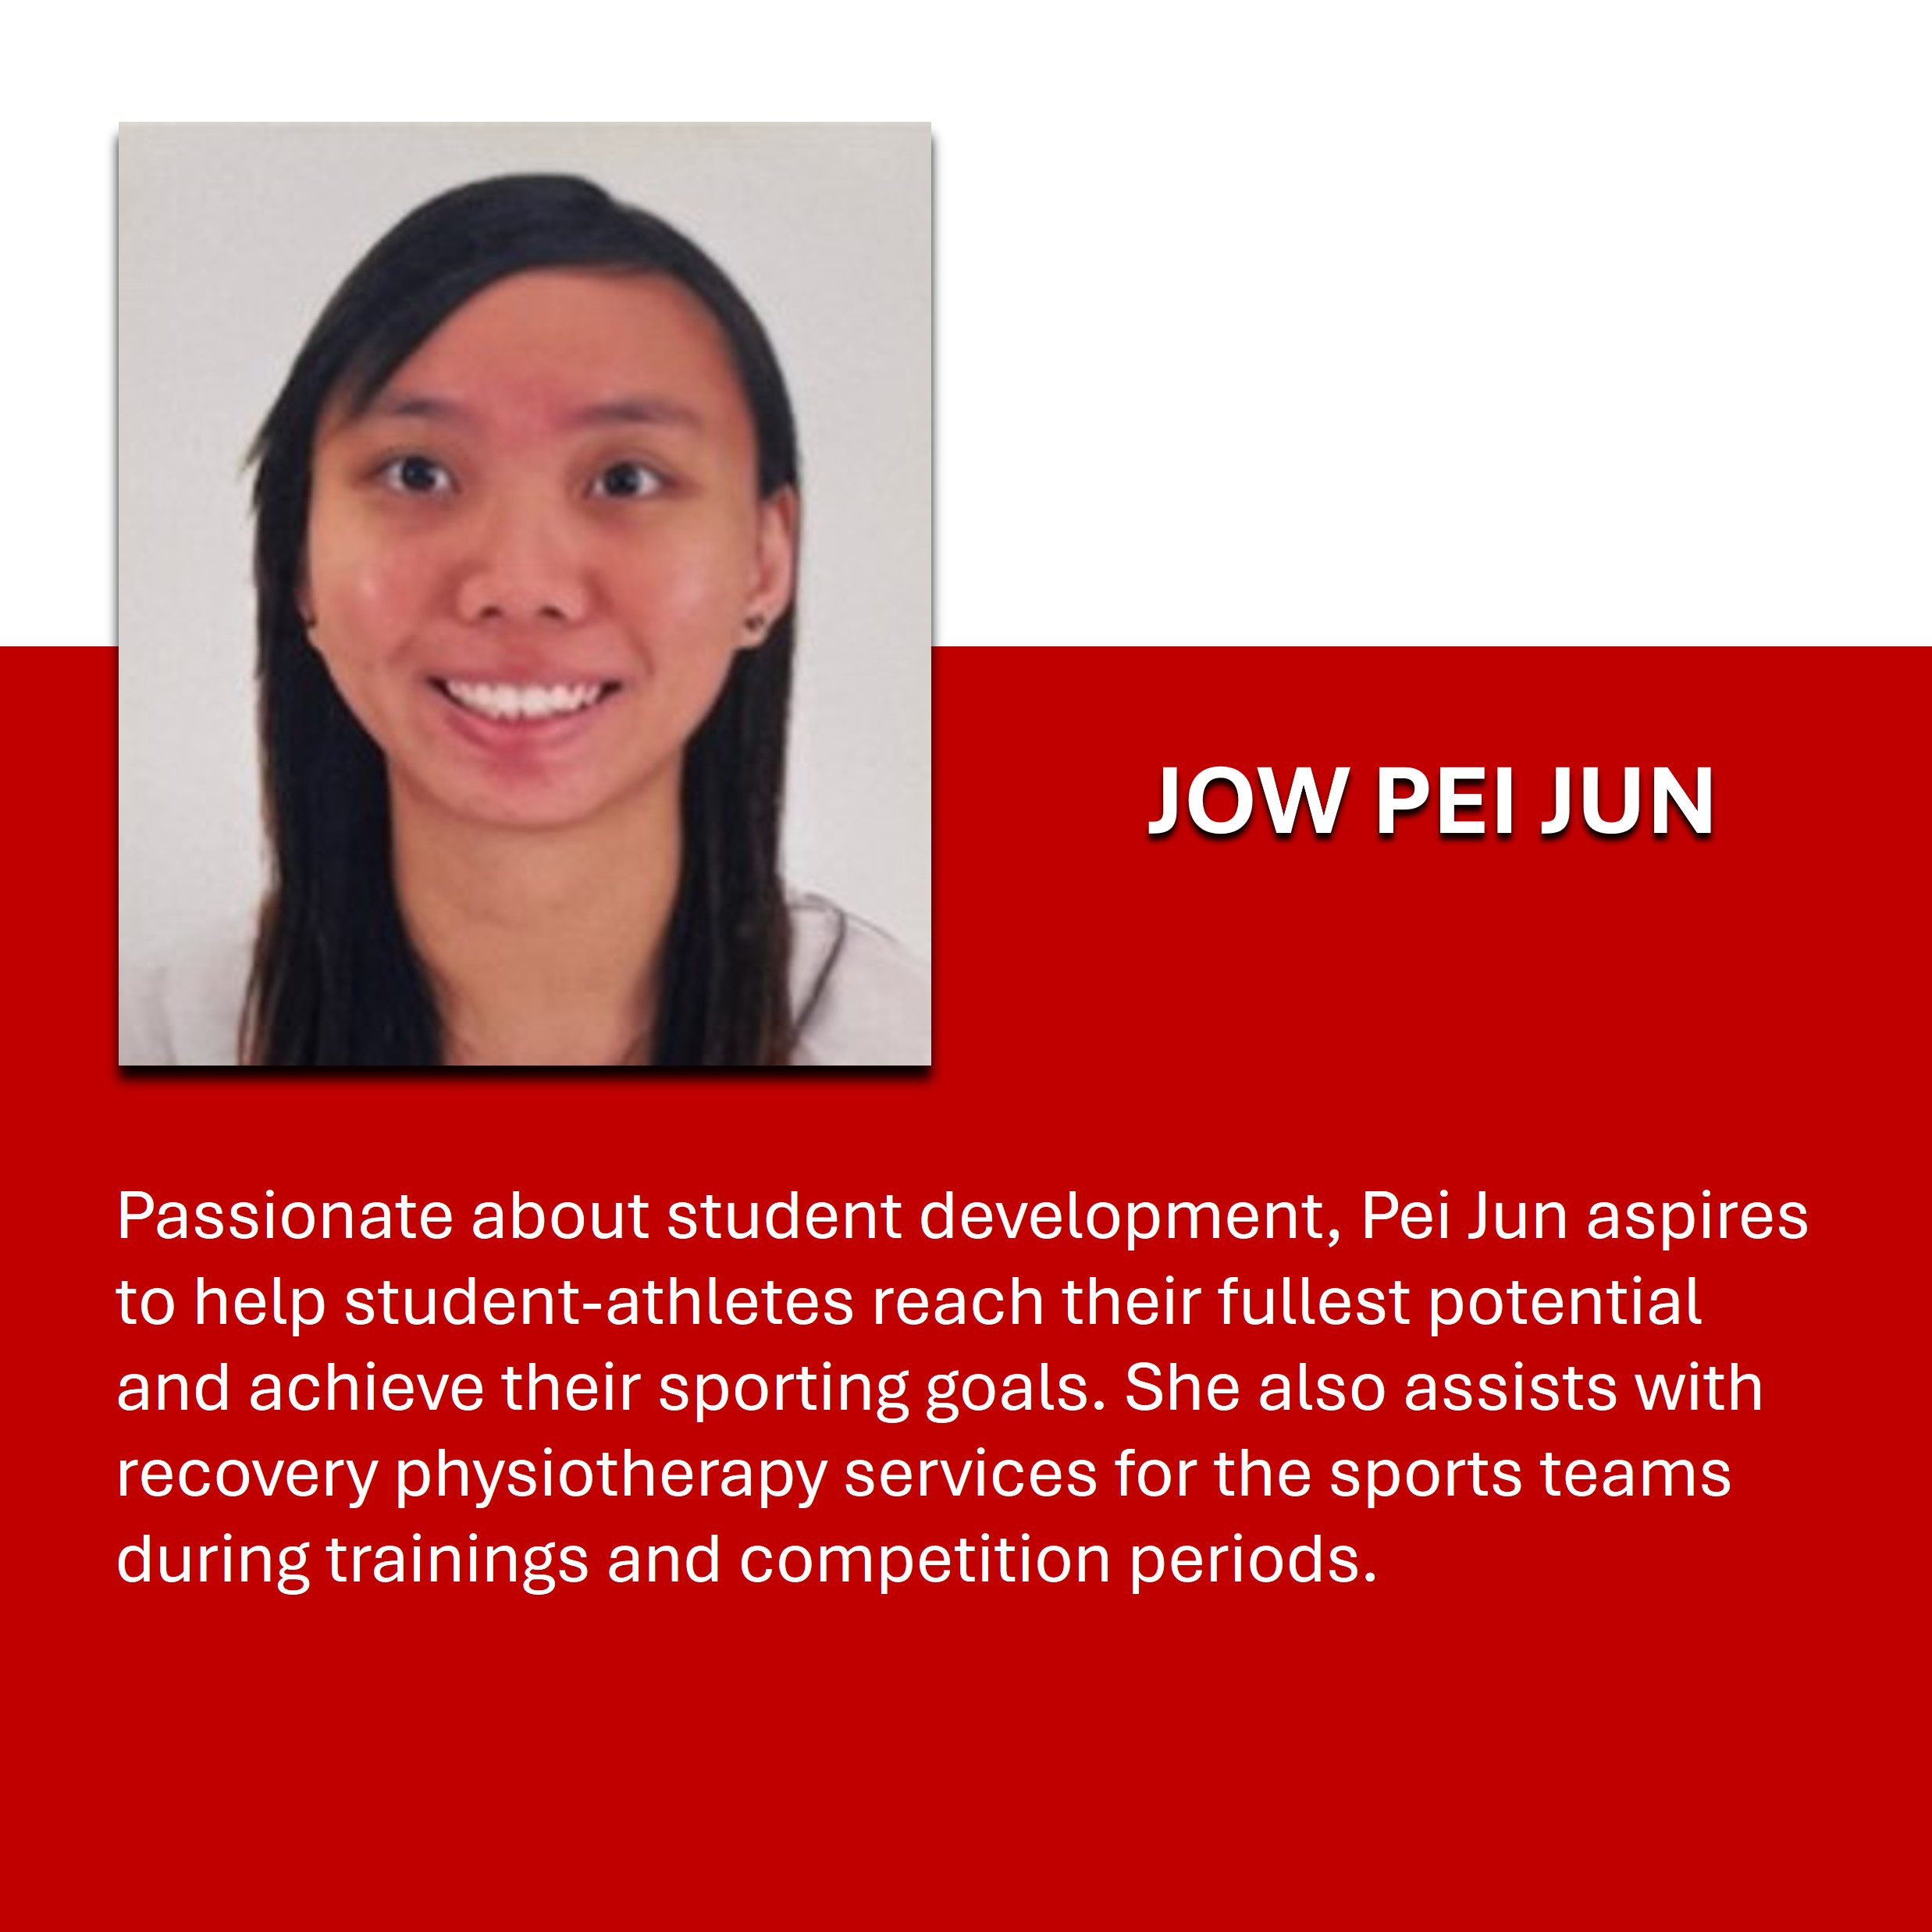 JOW PEI JUN
Passionate about student development, Pei Jun aspires
to help student-athletes reach their fullest potential
and achieve their sporting goals. She also assists with
recovery physiotherapy services for the sports teams
during trainings and competition periods.